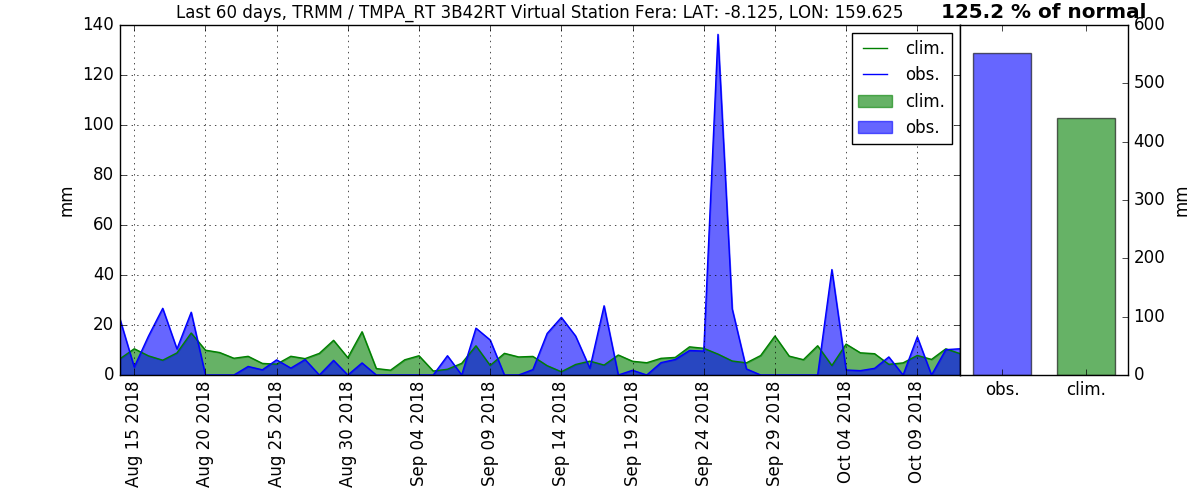 Last 60 days, TRMM / TMPA_RT 3B42RT Virtual Station Fera: LAT: -8.125, LON: 159.625
125.2 % of normal
140
120
100
80
60
40
20
0
mm
clim.
obs.
clim.
obs.
Aug 15 2018
Aug 20 2018
Aug 25 2018
Aug 30 2018
Sep 04 2018
Sep 09 2018
Sep 14 2018
Sep 19 2018
Sep 24 2018
Sep 29 2018
Oct 04 2018
Oct 09 2018
600
500
400
300
200
100
0
mm
obs.
clim.